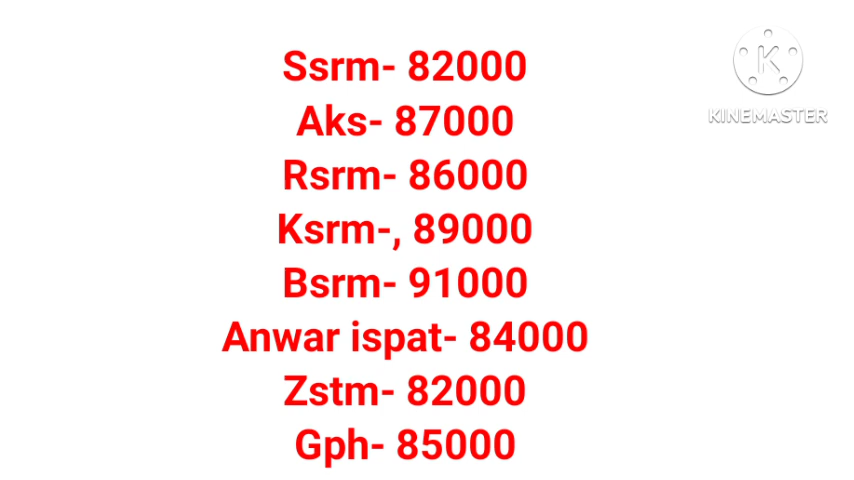 Ssrm- 82000
Aks- 87000
Rsrm- 86000
Ksrm-, 89000
Bsrm- 91000
Anwar ispat- 84000
Zstm- 82000
Gph- 85000
K
KINEMASTER